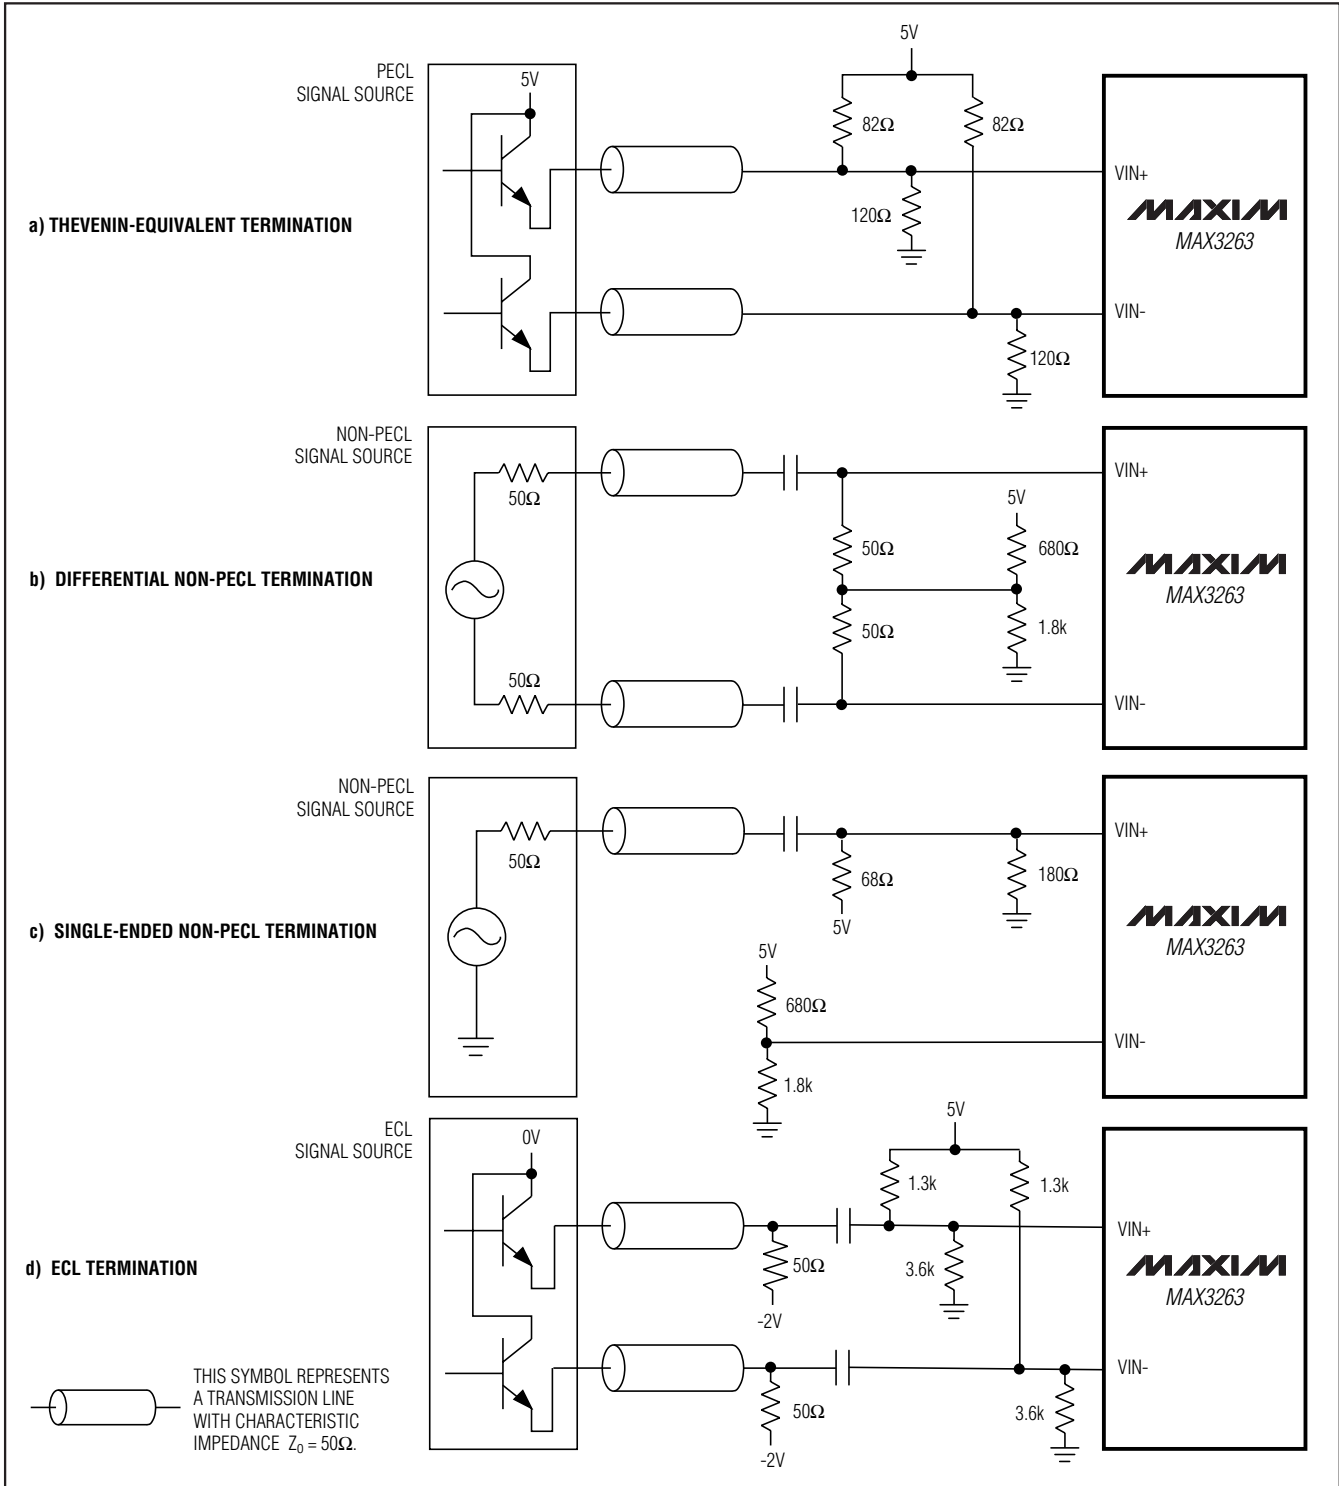 5V
PECL
SIGNAL SOURCE
5V
82Ω
82Ω
VIN+
MAXIM
MAX3263
120Ω
a) THEVENIN-EQUIVALENT TERMINATION
VIN-
120Ω
NON-PECL
SIGNAL SOURCE
50Ω
VIN+
5V
50Ω
680Ω
MAXIM
MAX3263
b) DIFFERENTIAL NON-PECL TERMINATION
50Ω
1.8k
50Ω
VIN-
NON-PECL
SIGNAL SOURCE
50Ω
VIN+
68Ω
180Ω
5V
MAXIM
MAX3263
c) SINGLE-ENDED NON-PECL TERMINATION
5V
680Ω
VIN-
1.8k
ECL
SIGNAL SOURCE
0V
5V
1.3k
1.3k
VIN+
50Ω
3.6k
-2V
MAXIM
MAX3263
d) ECL TERMINATION
VIN-
50Ω
3.6k
-2V
THIS SYMBOL REPRESENTS
A TRANSMISSION LINE
WITH CHARACTERISTIC
IMPEDANCE Z0 = 50Ω.